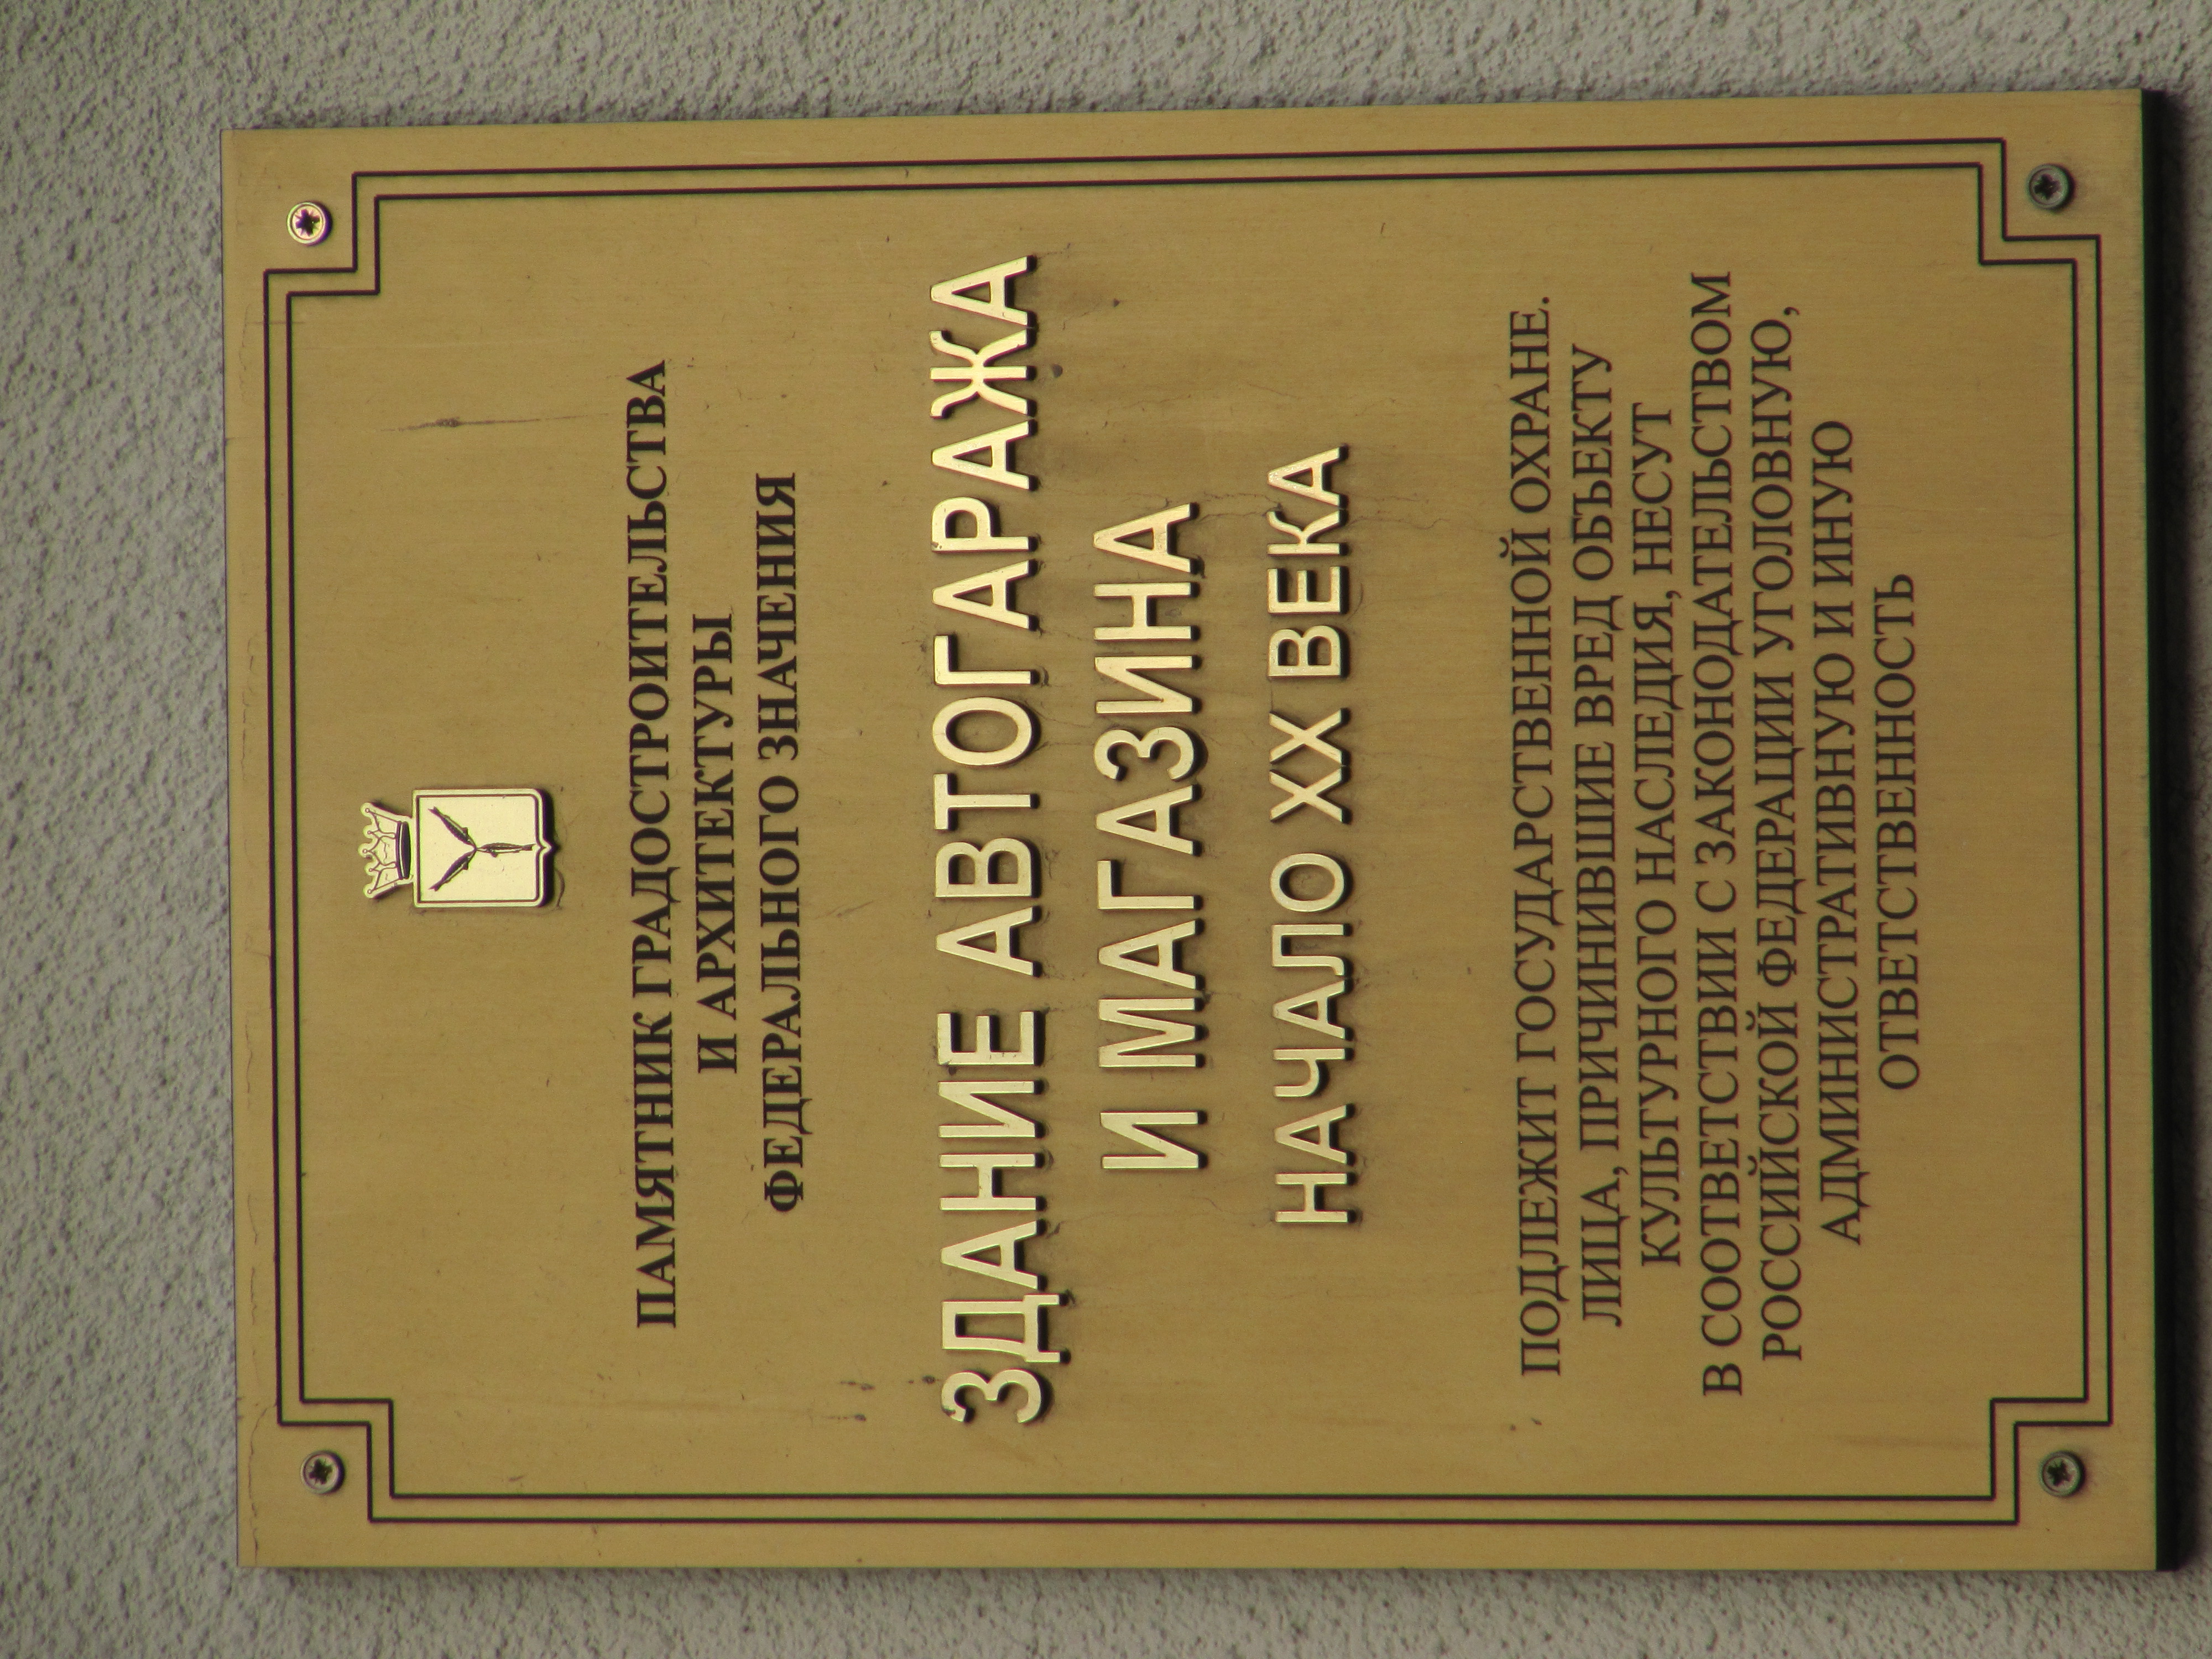 ПАМЯТНИК ГРАДОСТРОИТЕЛЬСТВА
И АРХИТЕКТУРЫ
ФЕДЕРАЛЬНОГО ЗНАЧЕНИЯ
ЗДАНИЕ АВТОГАРАЖА
И МАГАЗИНА
НАЧАЛО XX ВЕКА
ПОДЛЕЖИТ ГОСУДАРСТВЕННОЙ ОХРАНЕ.
ЛИЦА, ПРИЧИНИВШИЕ ВРЕД ОБЪЕКТУ
КУЛЬТУРНОГО НАСЛЕДИЯ, НЕСУТ
В СООТВЕТСТВИИ С ЗАКОНОДАТЕЛЬСТВОМ
РОССИЙСКОЙ ФЕДЕРАЦИИ УГОЛОВНУЮ,
АДМИНИСТРАТИВНУЮ И ИНУЮ
ОТВЕТСТВЕННОСТЬ